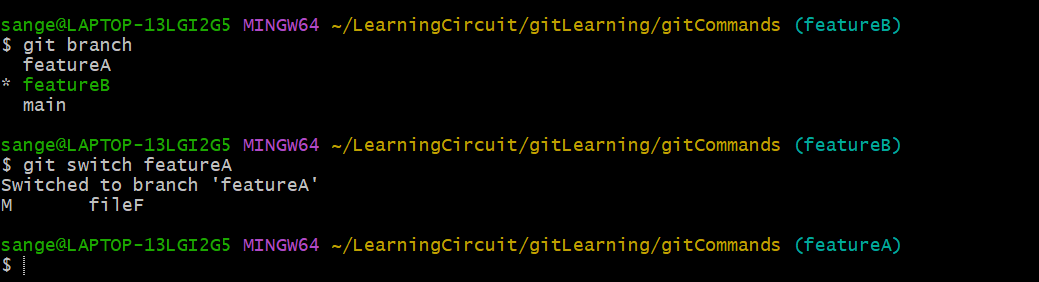 sange@LAPTOP-13LGI2G5 MINGW64 ~/LearningCircuit/gitLearning/gitCommands (featureB)
$ git branch
  featureA
* featureB
  main

sange@LAPTOP-13LGI2G5 MINGW64 ~/LearningCircuit/gitLearning/gitCommands (featureB)
$ git switch featureA
Switched to branch 'featureA'
M       fileF

sange@LAPTOP-13LGI2G5 MINGW64 ~/LearningCircuit/gitLearning/gitCommands (featureA)
$